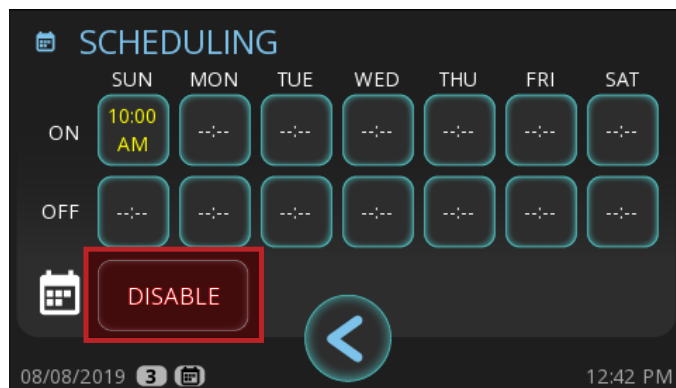 SCHEDULING
SUN MON TUE WED THU FRI SAT
ON 10:00 AM --:-- --:-- --:-- --:-- --:-- --:--
OFF --:-- --:-- --:-- --:-- --:-- --:-- --:--
DISABLE
08/08/2019 3 12:42 PM